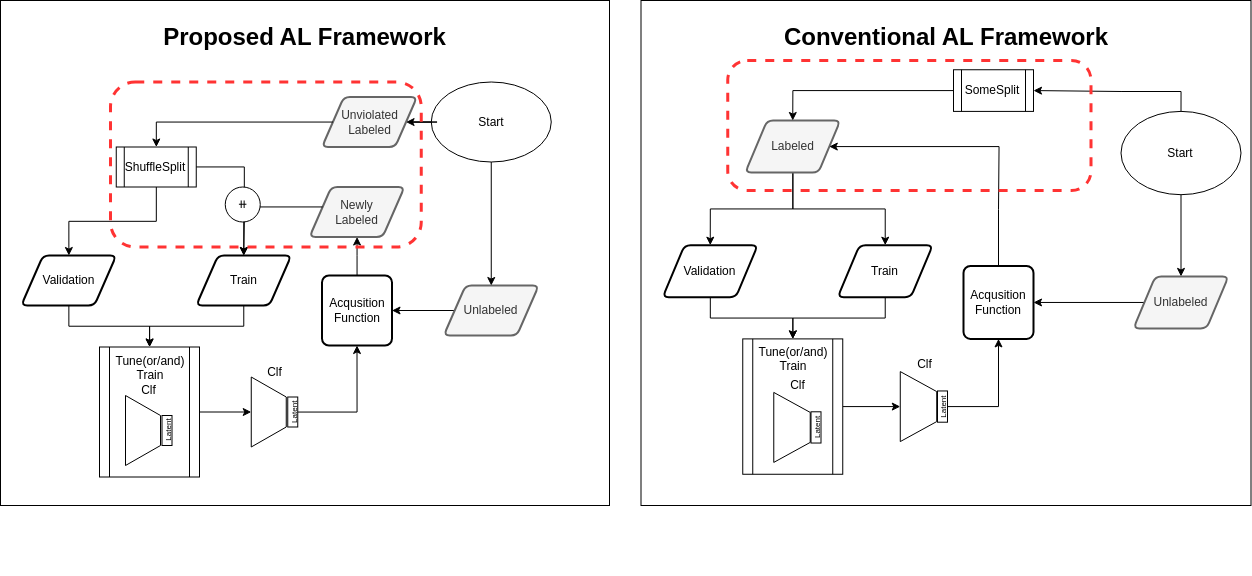 Proposed AL Framework
Unviolated
Labeled
Start
ShuffleSplit
⧺
Newly
Labeled
Validation
Train
Acqusition
Function
Unlabeled
Tune(or/and)
Train
Clf
Latent
Clf
Latent
Conventional AL Framework
SomeSplit
Labeled
Start
Validation
Train
Acqusition
Function
Unlabeled
Tune(or/and)
Train
Clf
Latent
Clf
Latent